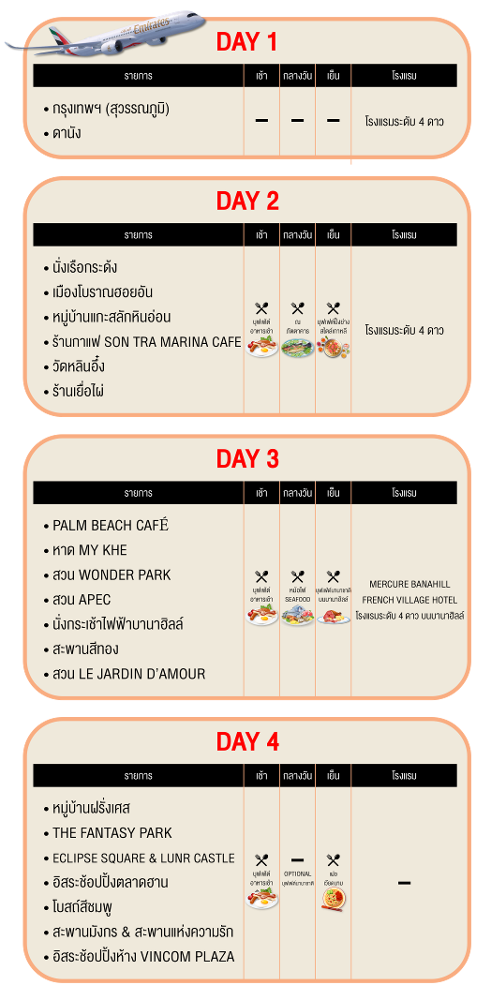 Emirates
DAY 1
รายการ เช้า กลางวัน เย็น โรงแรม
• กรุงเทพฯ (สุวรรณภูมิ)
• ดานัง
– – – โรงแรมระดับ 4 ดาว
DAY 2
รายการ เช้า กลางวัน เย็น โรงแรม
• นั่งเรือกระด้ง
• เมืองโบราณฮอยอัน
• หมู่บ้านแกะสลักหินอ่อน
• ร้านกาแฟ SON TRA MARINA CAFE
• วัดหลินอึ๋ง
• ร้านเยื่อไผ่
บุฟเฟ่ต์
อาหารเช้า
ณ
ภัตตาคาร
บุฟเฟ่ต์ปิ้งย่าง
สไตล์เกาหลี
โรงแรมระดับ 4 ดาว
DAY 3
รายการ เช้า กลางวัน เย็น โรงแรม
• PALM BEACH CAFÉ
• หาด MY KHE
• สวน WONDER PARK
• สวน APEC
• นั่งกระเช้าไฟฟ้าบานาฮิลล์
• สะพานสีทอง
• สวน LE JARDIN D’AMOUR
บุฟเฟ่ต์
อาหารเช้า
หม้อไฟ
SEAFOOD
บุฟเฟ่ต์นานาชาติ
บนบานาฮิลล์
MERCURE BANAHILL
FRENCH VILLAGE HOTEL
โรงแรมระดับ 4 ดาว บนบานาฮิลล์
DAY 4
รายการ เช้า กลางวัน เย็น โรงแรม
• หมู่บ้านฝรั่งเศส
• THE FANTASY PARK
• ECLIPSE SQUARE & LUNR CASTLE
• อิสระช้อปปิ้งตลาดฮาน
• โบสถ์สีชมพู
• สะพานมังกร & สะพานแห่งความรัก
• อิสระช้อปปิ้งห้าง VINCOM PLAZA
บุฟเฟ่ต์
อาหารเช้า
–
OPTIONAL
บุฟเฟ่ต์นานาชาติ
เฝอ
เวียดนาม
–